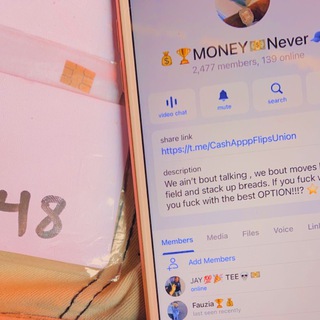 💰🏆MONEY💴Never🧢
2,477 members, 139 online
video chat
mute
search
share link
https://t.me/CashApppFlipsUnion
description
We ain't bout talking , we bout moves
field and stack up breads. If you fuck
you fuck with the best OPTION!!!? ⭐
Members Media Files Voice
Add Members
JAY 💯🎉 TEE 💀 💴
online
Fauzia🏆💰
last seen recently
48